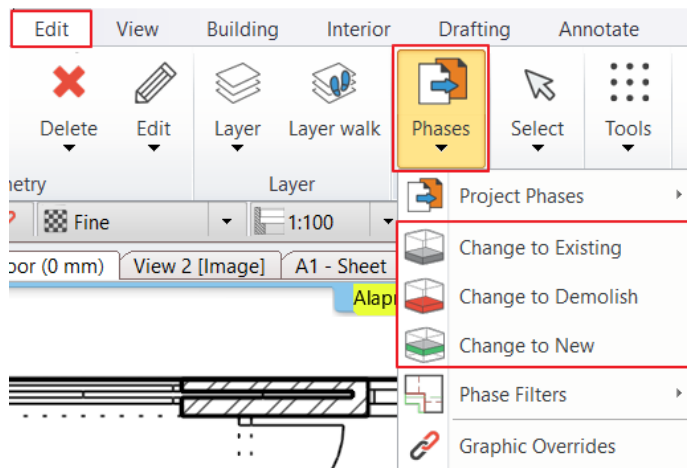 Edit View Building Interior Drafting Annotate
Delete Edit Layer Layer walk Phases Select Tools
etry Layer
Project Phases
Fine 1:100
Change to Existing
oor (0 mm) View 2 [Image] A1 - Sheet
Change to Demolish
Alap
Change to New
Phase Filters
Graphic Overrides